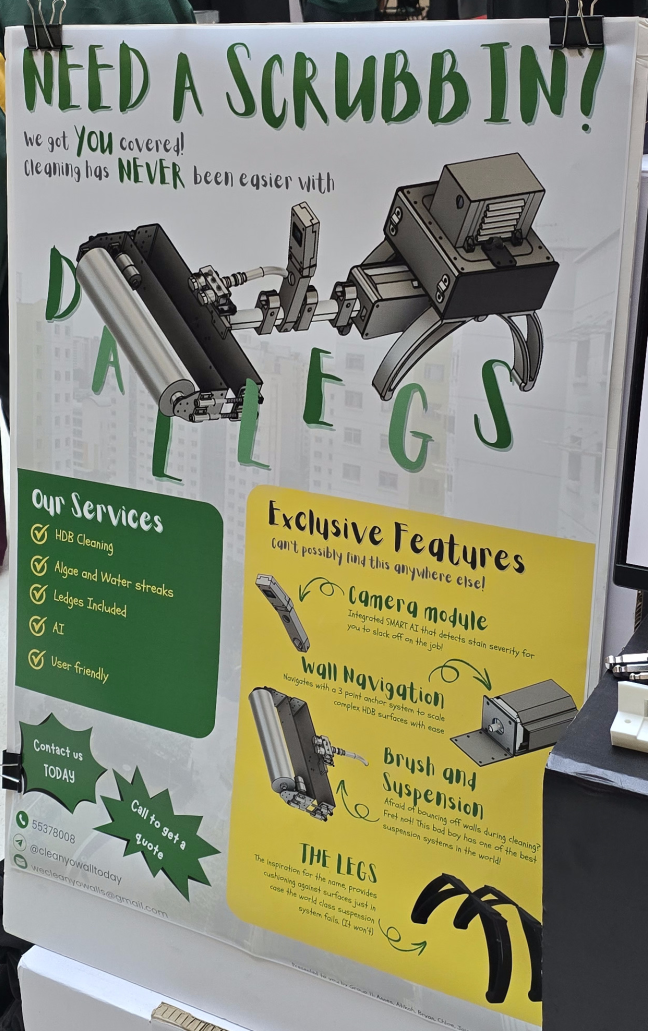 NEED A SCRUBBIN?
We got YOU covered!
Cleaning has NEVER been easier with
DALLEGS
Our Services
HDB Cleaning
Algae and Water streaks
Ledges Included
AI
User friendly
Contact us
TODAY
Call to get a
quote
55378008
@cleanyowalltoday
wecleanyowalls@gmail.com
Exclusive Features
Can't possibly find this anywhere else!
Camera module
Integrated SMART AI that detects stain severity for
you to slack off on the job!
Wall Navigation
Navigates with a 3 point anchor system to scale
complex HDB surfaces with ease
Brush and
Suspension
Afraid of bouncing off walls during cleaning?
Fret not! This bad boy has one of the best
suspension systems in the world!
THE LEGS
The inspiration for the name, provides
cushioning against surfaces just in
case the world class suspension
system fails. (It won't)